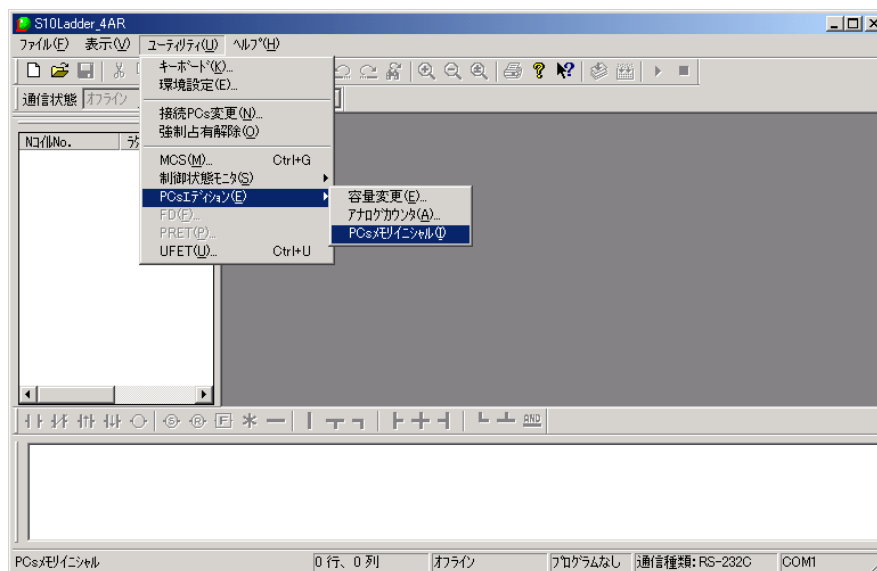 S10Ladder_4AR
ﾌｧｲﾙ(F) 表示(V) ﾕｰﾃｨﾘﾃｨ(U) ﾍﾙﾌﾟ(H)
ｷｰﾎﾞｰﾄﾞ(K)...
環境設定(E)...
通信状態 ｵﾌﾗｲﾝ
接続PCs変更(N)...
強制占有解除(O)
NｺｲﾙNo.
MCS(M)... Ctrl+G
制御状態ﾓﾆﾀ(S)
PCsｴﾃﾞｨｼｮﾝ(E)
容量変更(E)...
FD(F)...
ｱﾅﾛｸﾞｶｳﾝﾀ(A)...
PRET(P)...
PCsﾒﾓﾘｲﾆｼｬﾙ(I)
UFET(U)... Ctrl+U
S R F AND
PCsﾒﾓﾘｲﾆｼｬﾙ 0 行、0 列 ｵﾌﾗｲﾝ ﾌﾟﾛｸﾞﾗﾑなし 通信種類:RS-232C COM1